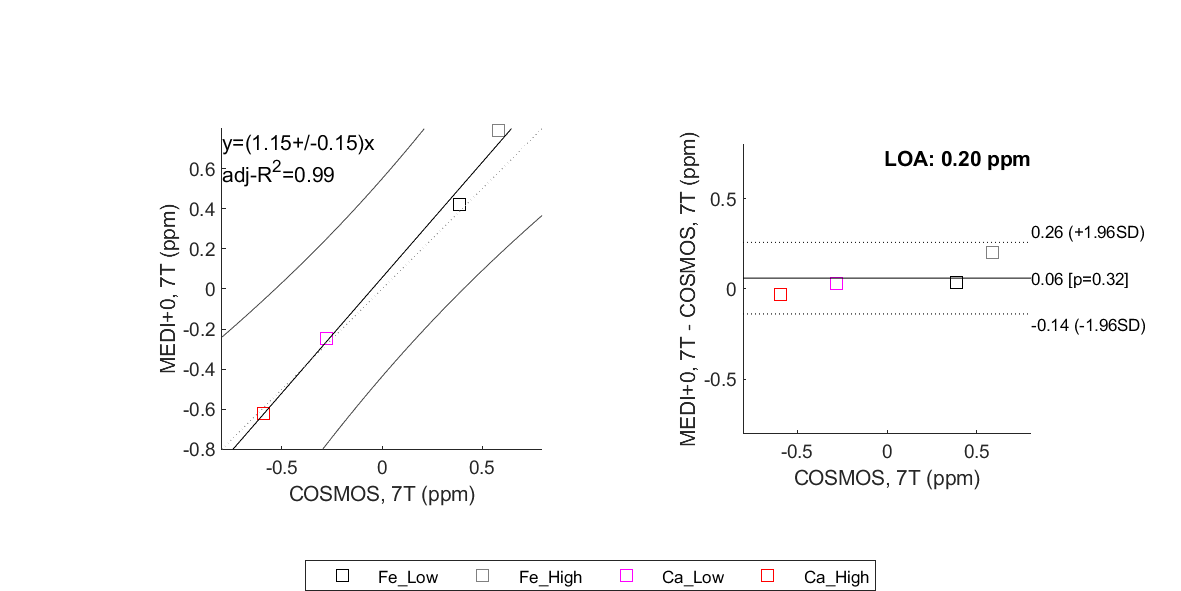 y=(1.15+/-0.15)x
adj-R2=0.99
0.6
0.4
0.2
0
-0.2
-0.4
-0.6
-0.8
MEDI+0, 7T (ppm)
-0.5 0 0.5
COSMOS, 7T (ppm)
LOA: 0.20 ppm
0.5
0
-0.5
MEDI+0, 7T - COSMOS, 7T (ppm)
0.26 (+1.96SD)
0.06 [p=0.32]
-0.14 (-1.96SD)
-0.5 0 0.5
COSMOS, 7T (ppm)
Fe_Low Fe_High Ca_Low Ca_High